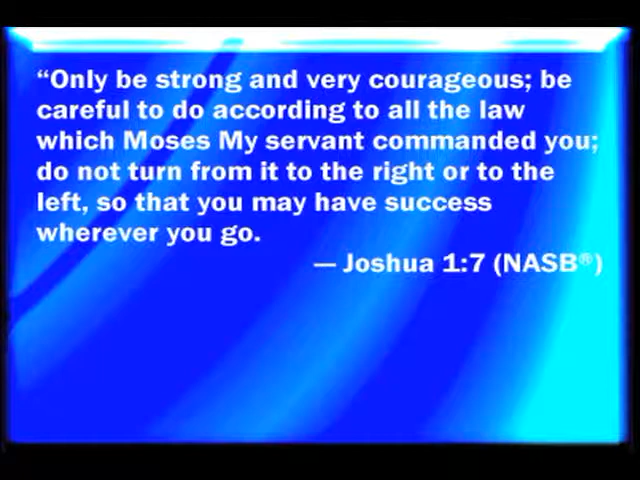 “Only be strong and very courageous; be
careful to do according to all the law
which Moses My servant commanded you;
do not turn from it to the right or to the
left, so that you may have success
wherever you go.
— Joshua 1:7 (NASB®)